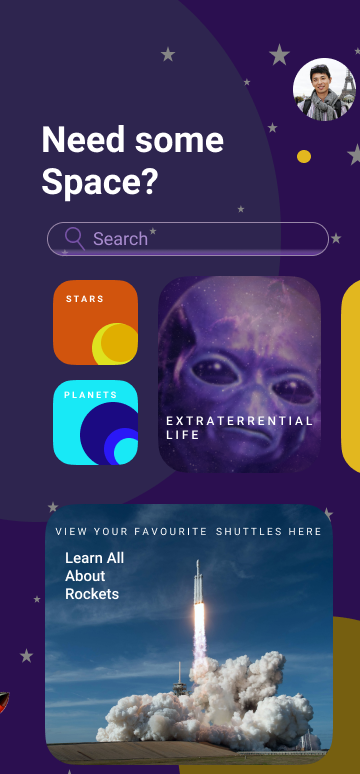 Need some
Space?
Search
STARS
PLANETS
EXTRATERRENTIAL
LIFE
VIEW YOUR FAVOURITE SHUTTLES HERE
Learn All
About
Rockets